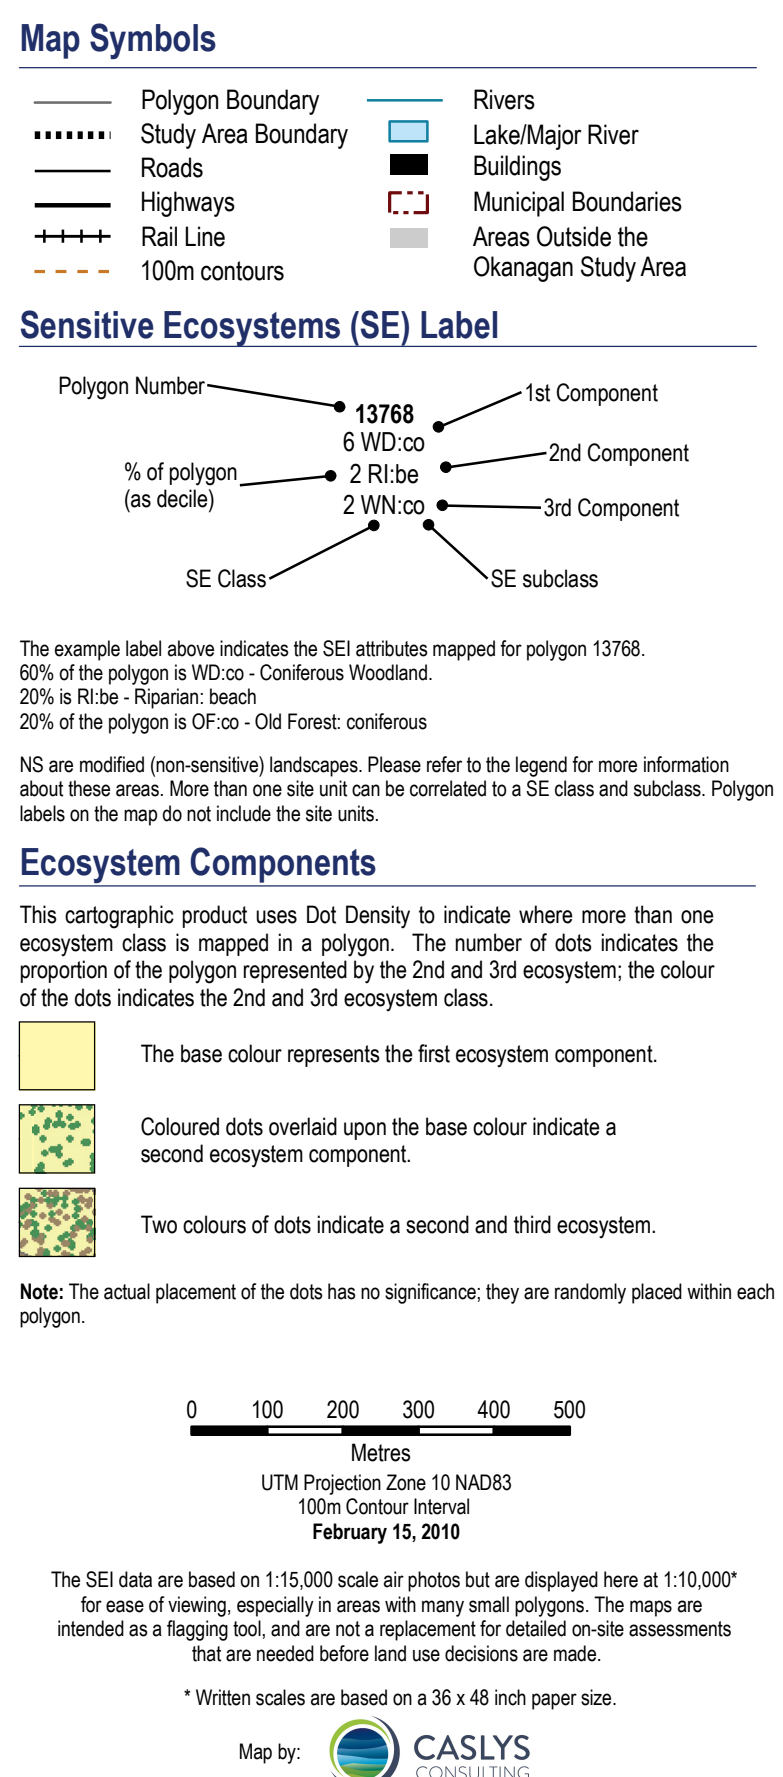 Map Symbols
Polygon Boundary
Study Area Boundary
Roads
Highways
Rail Line
100m contours
Rivers
Lake/Major River
Buildings
Municipal Boundaries
Areas Outside the
Okanagan Study Area
Sensitive Ecosystems (SE) Label
Polygon Number
13768
1st Component
6 WD:co
2nd Component
% of polygon
(as decile)
2 RI:be
2 WN:co
3rd Component
SE Class
SE subclass
The example label above indicates the SEI attributes mapped for polygon 13768.
60% of the polygon is WD:co - Coniferous Woodland.
20% is RI:be - Riparian: beach
20% of the polygon is OF:co - Old Forest: coniferous
NS are modified (non-sensitive) landscapes. Please refer to the legend for more information
about these areas. More than one site unit can be correlated to a SE class and subclass. Polygon
labels on the map do not include the site units.
Ecosystem Components
This cartographic product uses Dot Density to indicate where more than one
ecosystem class is mapped in a polygon. The number of dots indicates the
proportion of the polygon represented by the 2nd and 3rd ecosystem; the colour
of the dots indicates the 2nd and 3rd ecosystem class.
The base colour represents the first ecosystem component.
Coloured dots overlaid upon the base colour indicate a
second ecosystem component.
Two colours of dots indicate a second and third ecosystem.
Note: The actual placement of the dots has no significance; they are randomly placed within each
polygon.
0 100 200 300 400 500
Metres
UTM Projection Zone 10 NAD83
100m Contour Interval
February 15, 2010
The SEI data are based on 1:15,000 scale air photos but are displayed here at 1:10,000*
for ease of viewing, especially in areas with many small polygons. The maps are
intended as a flagging tool, and are not a replacement for detailed on-site assessments
that are needed before land use decisions are made.
* Written scales are based on a 36 x 48 inch paper size.
Map by:
CASLYS
CONSULTING